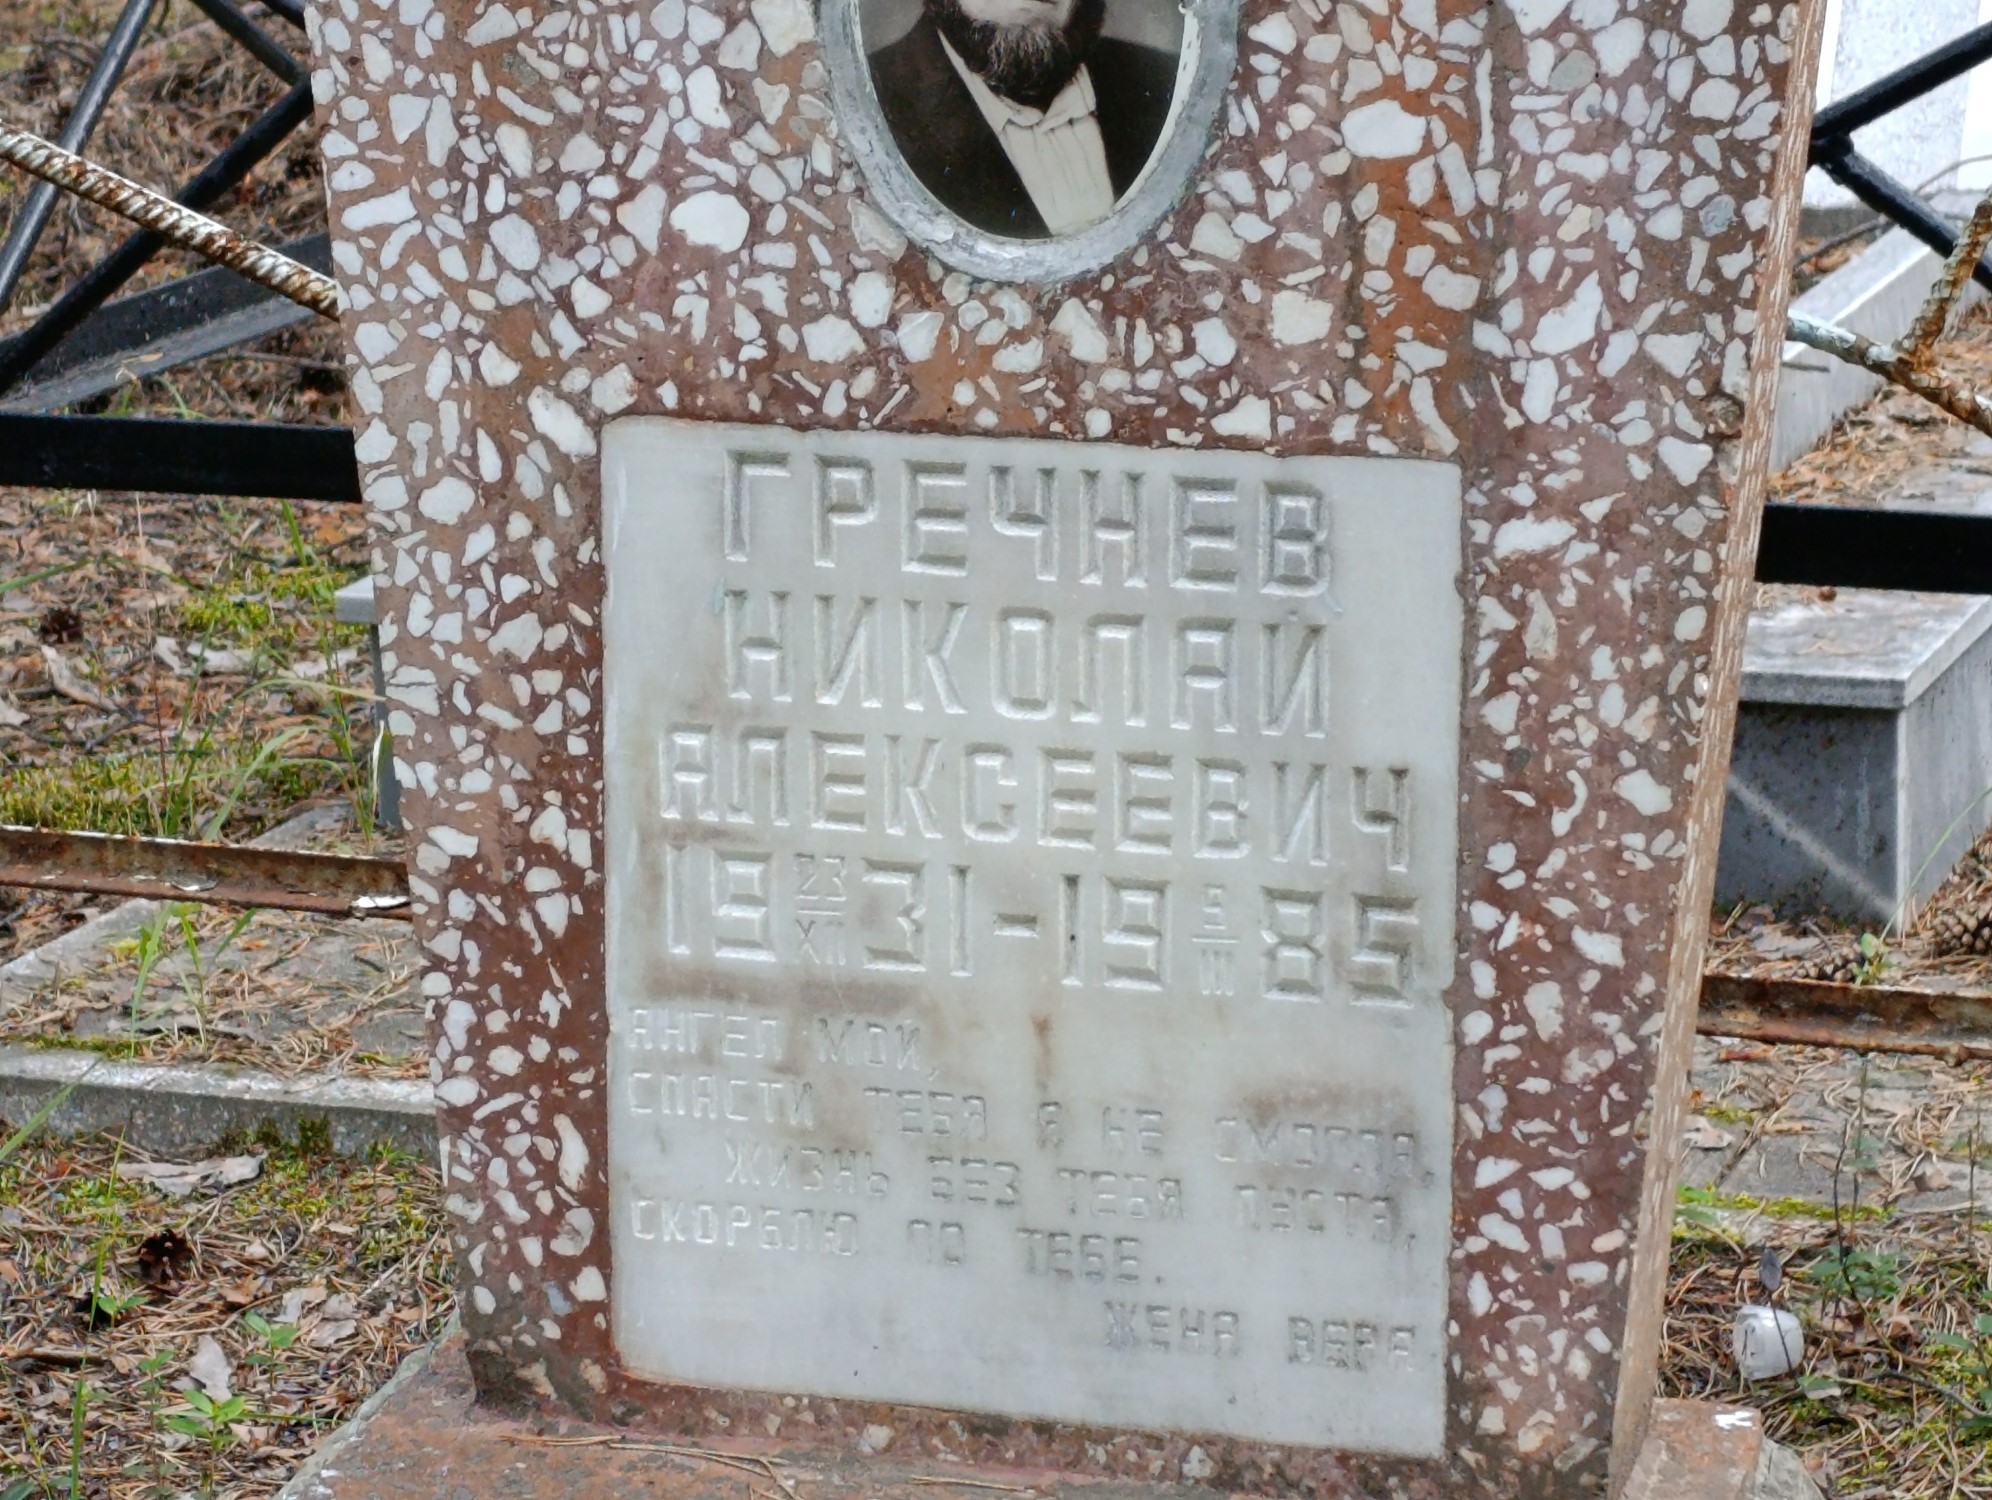 ГРЕЧНЕВ
НИКОЛАЙ
АЛЕКСЕЕВИЧ
19 23/XII 31 - 19 5/III 85
АНГЕЛ МОЙ,
СПАСТИ ТЕБЯ Я НЕ СМОГЛА,
ЖИЗНЬ БЕЗ ТЕБЯ ПУСТА,
СКОРБЛЮ ПО ТЕБЕ.
ЖЕНА ВЕРА